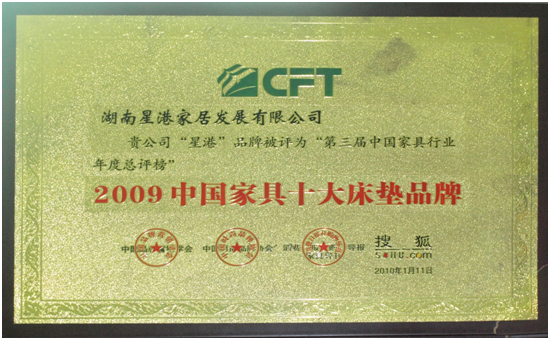 CFT
湖南星港家居发展有限公司
贵公司“星港”品牌被评为“第三届中国家具行业
年度总评榜”
2009中国家具十大床垫品牌
搜狐
S hu.com
2010年1月11日